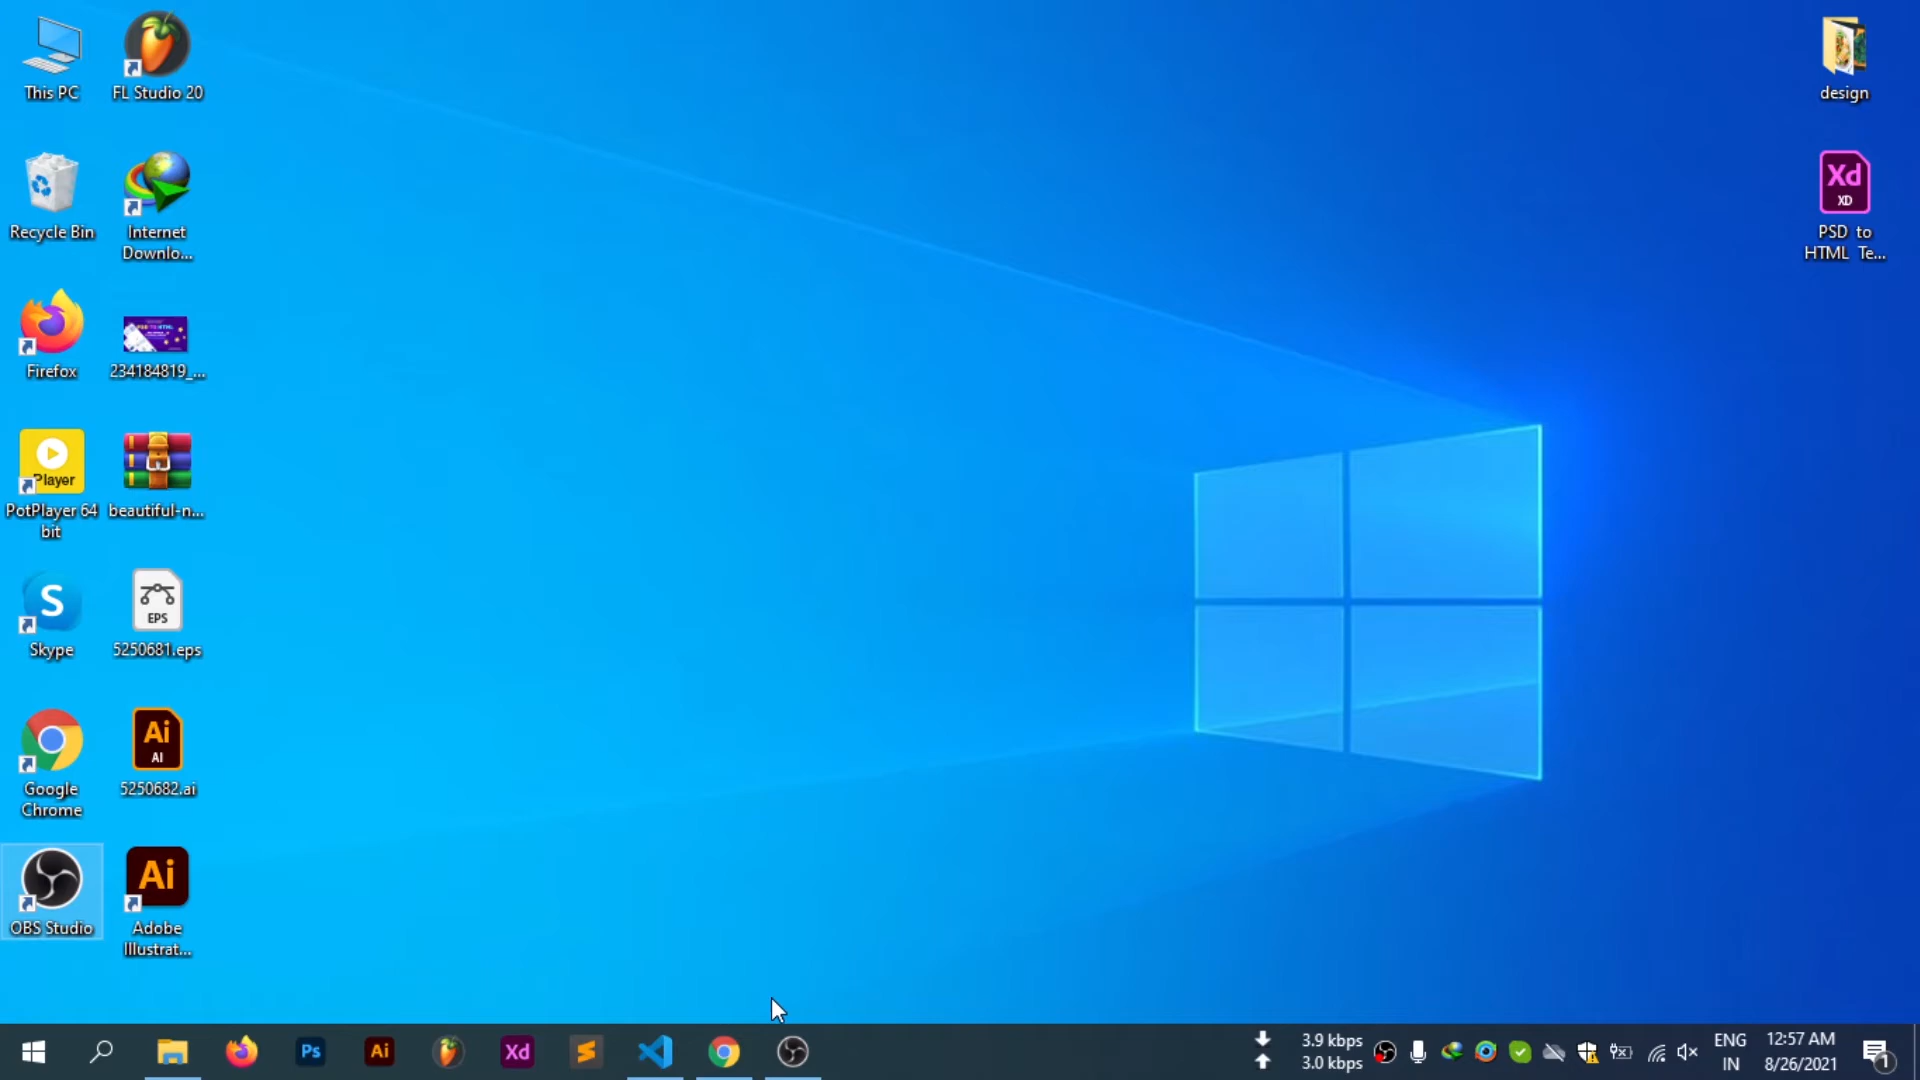 This PC
FL Studio 20
design
Xd
XD
Recycle Bin
Internet
Downlo...
PSD to
HTML Te...
Firefox
234184819_...
Player
PotPlayer 64
bit
beautiful-n...
S
EPS
Skype
5250681.eps
Ai
AI
Google
Chrome
5250682.ai
Ai
OBS Studio
Adobe
Illustrat...
Ps
Ai
Xd
3.9 kbps
3.0 kbps
ENG
IN
12:57 AM
8/26/2021
1